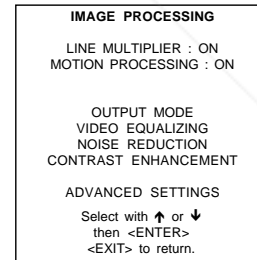 IMAGE PROCESSING
LINE MULTIPLIER : ON
MOTION PROCESSING : ON
OUTPUT MODE
VIDEO EQUALIZING
NOISE REDUCTION
CONTRAST ENHANCEMENT
ADVANCED SETTINGS
Select with ↑ or ↓
then <ENTER>
<EXIT> to return.